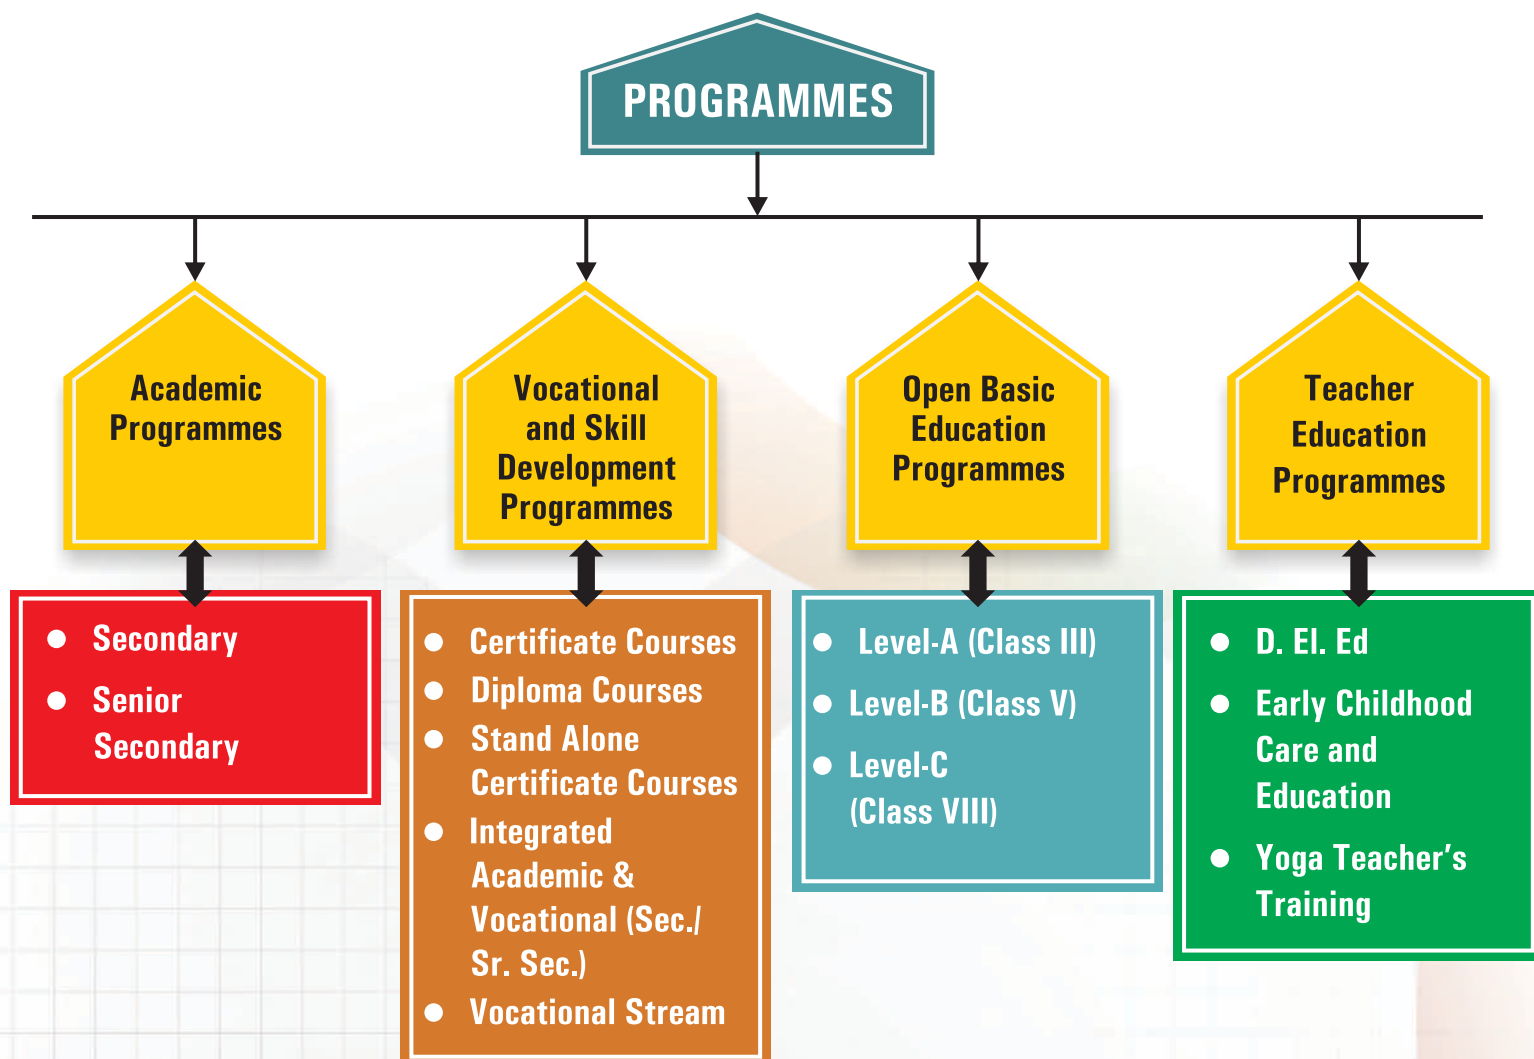 PROGRAMMES
Academic
Programmes
Vocational
and Skill
Development
Programmes
Open Basic
Education
Programmes
Teacher
Education
Programmes
Secondary
Senior
Secondary
Certificate Courses
Diploma Courses
Stand Alone
Certificate Courses
Integrated
Academic &
Vocational (Sec./
Sr. Sec.)
Vocational Stream
Level-A (Class III)
Level-B (Class V)
Level-C
(Class VIII)
D. El. Ed
Early Childhood
Care and
Education
Yoga Teacher’s
Training